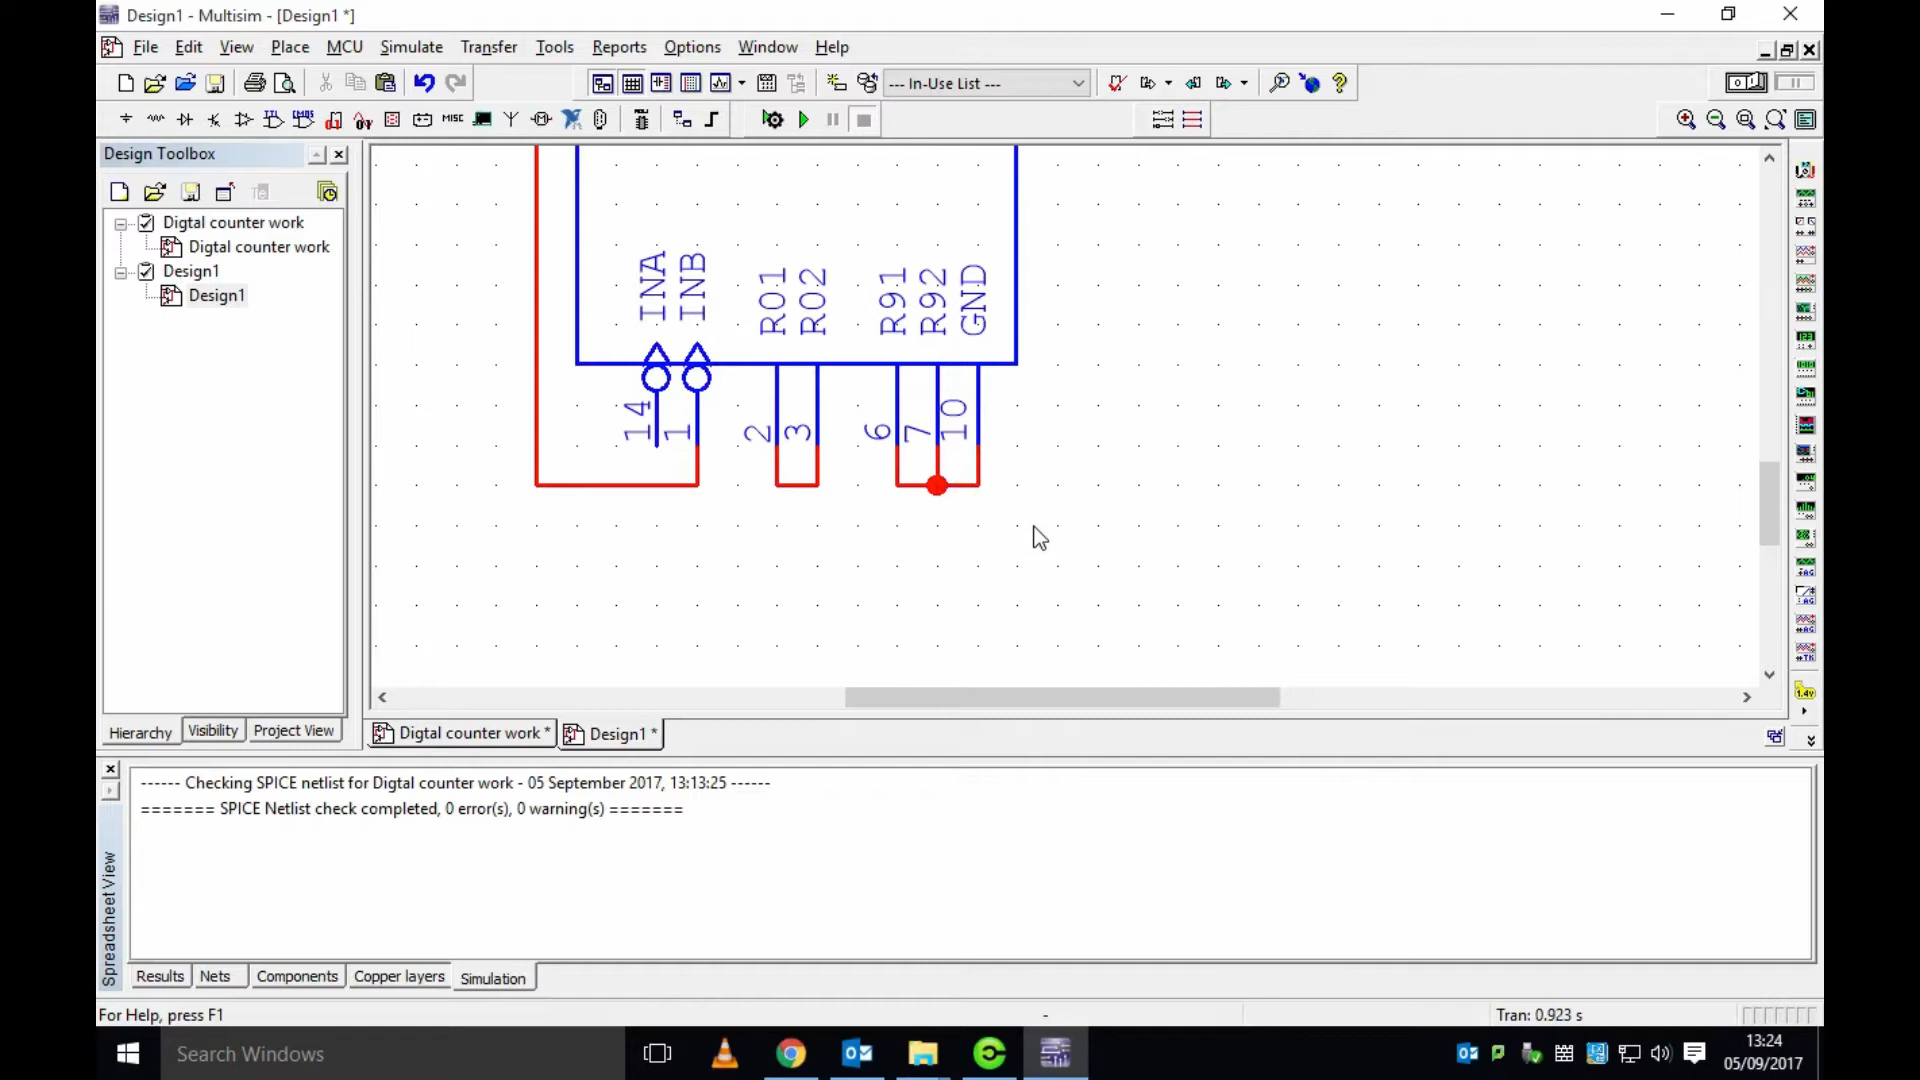 Design1 - Multisim - [Design1 *]
File Edit View Place MCU Simulate Transfer Tools Reports Options Window Help
--- In-Use List ---
MISC
Design Toolbox
Digtal counter work
Digtal counter work
Design1
Design1
INA
INB
R01
R02
R91
R92
GND
14
1
2
3
6
7
10
Hierarchy Visibility Project View
Digtal counter work * Design1 *
------ Checking SPICE netlist for Digtal counter work - 05 September 2017, 13:13:25 ------
======= SPICE Netlist check completed, 0 error(s), 0 warning(s) =======
Spreadsheet View
Results Nets Components Copper layers Simulation
For Help, press F1 - Tran: 0.923 s
Search Windows
13:24
05/09/2017